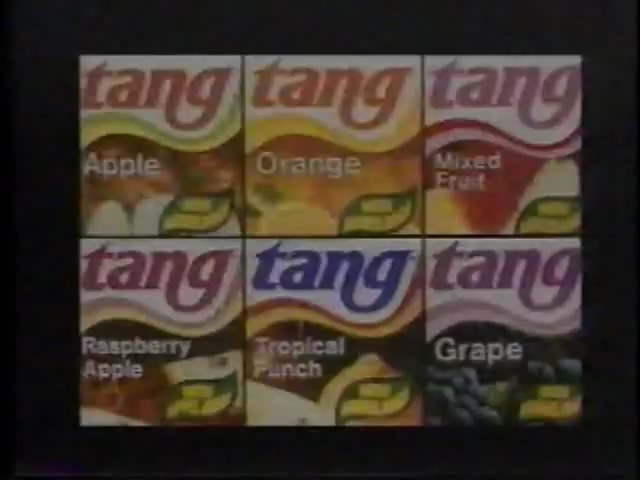 tang
Apple
tang
Orange
tang
Mixed
Fruit
tang
Raspberry
Apple
tang
Tropical
Punch
tang
Grape